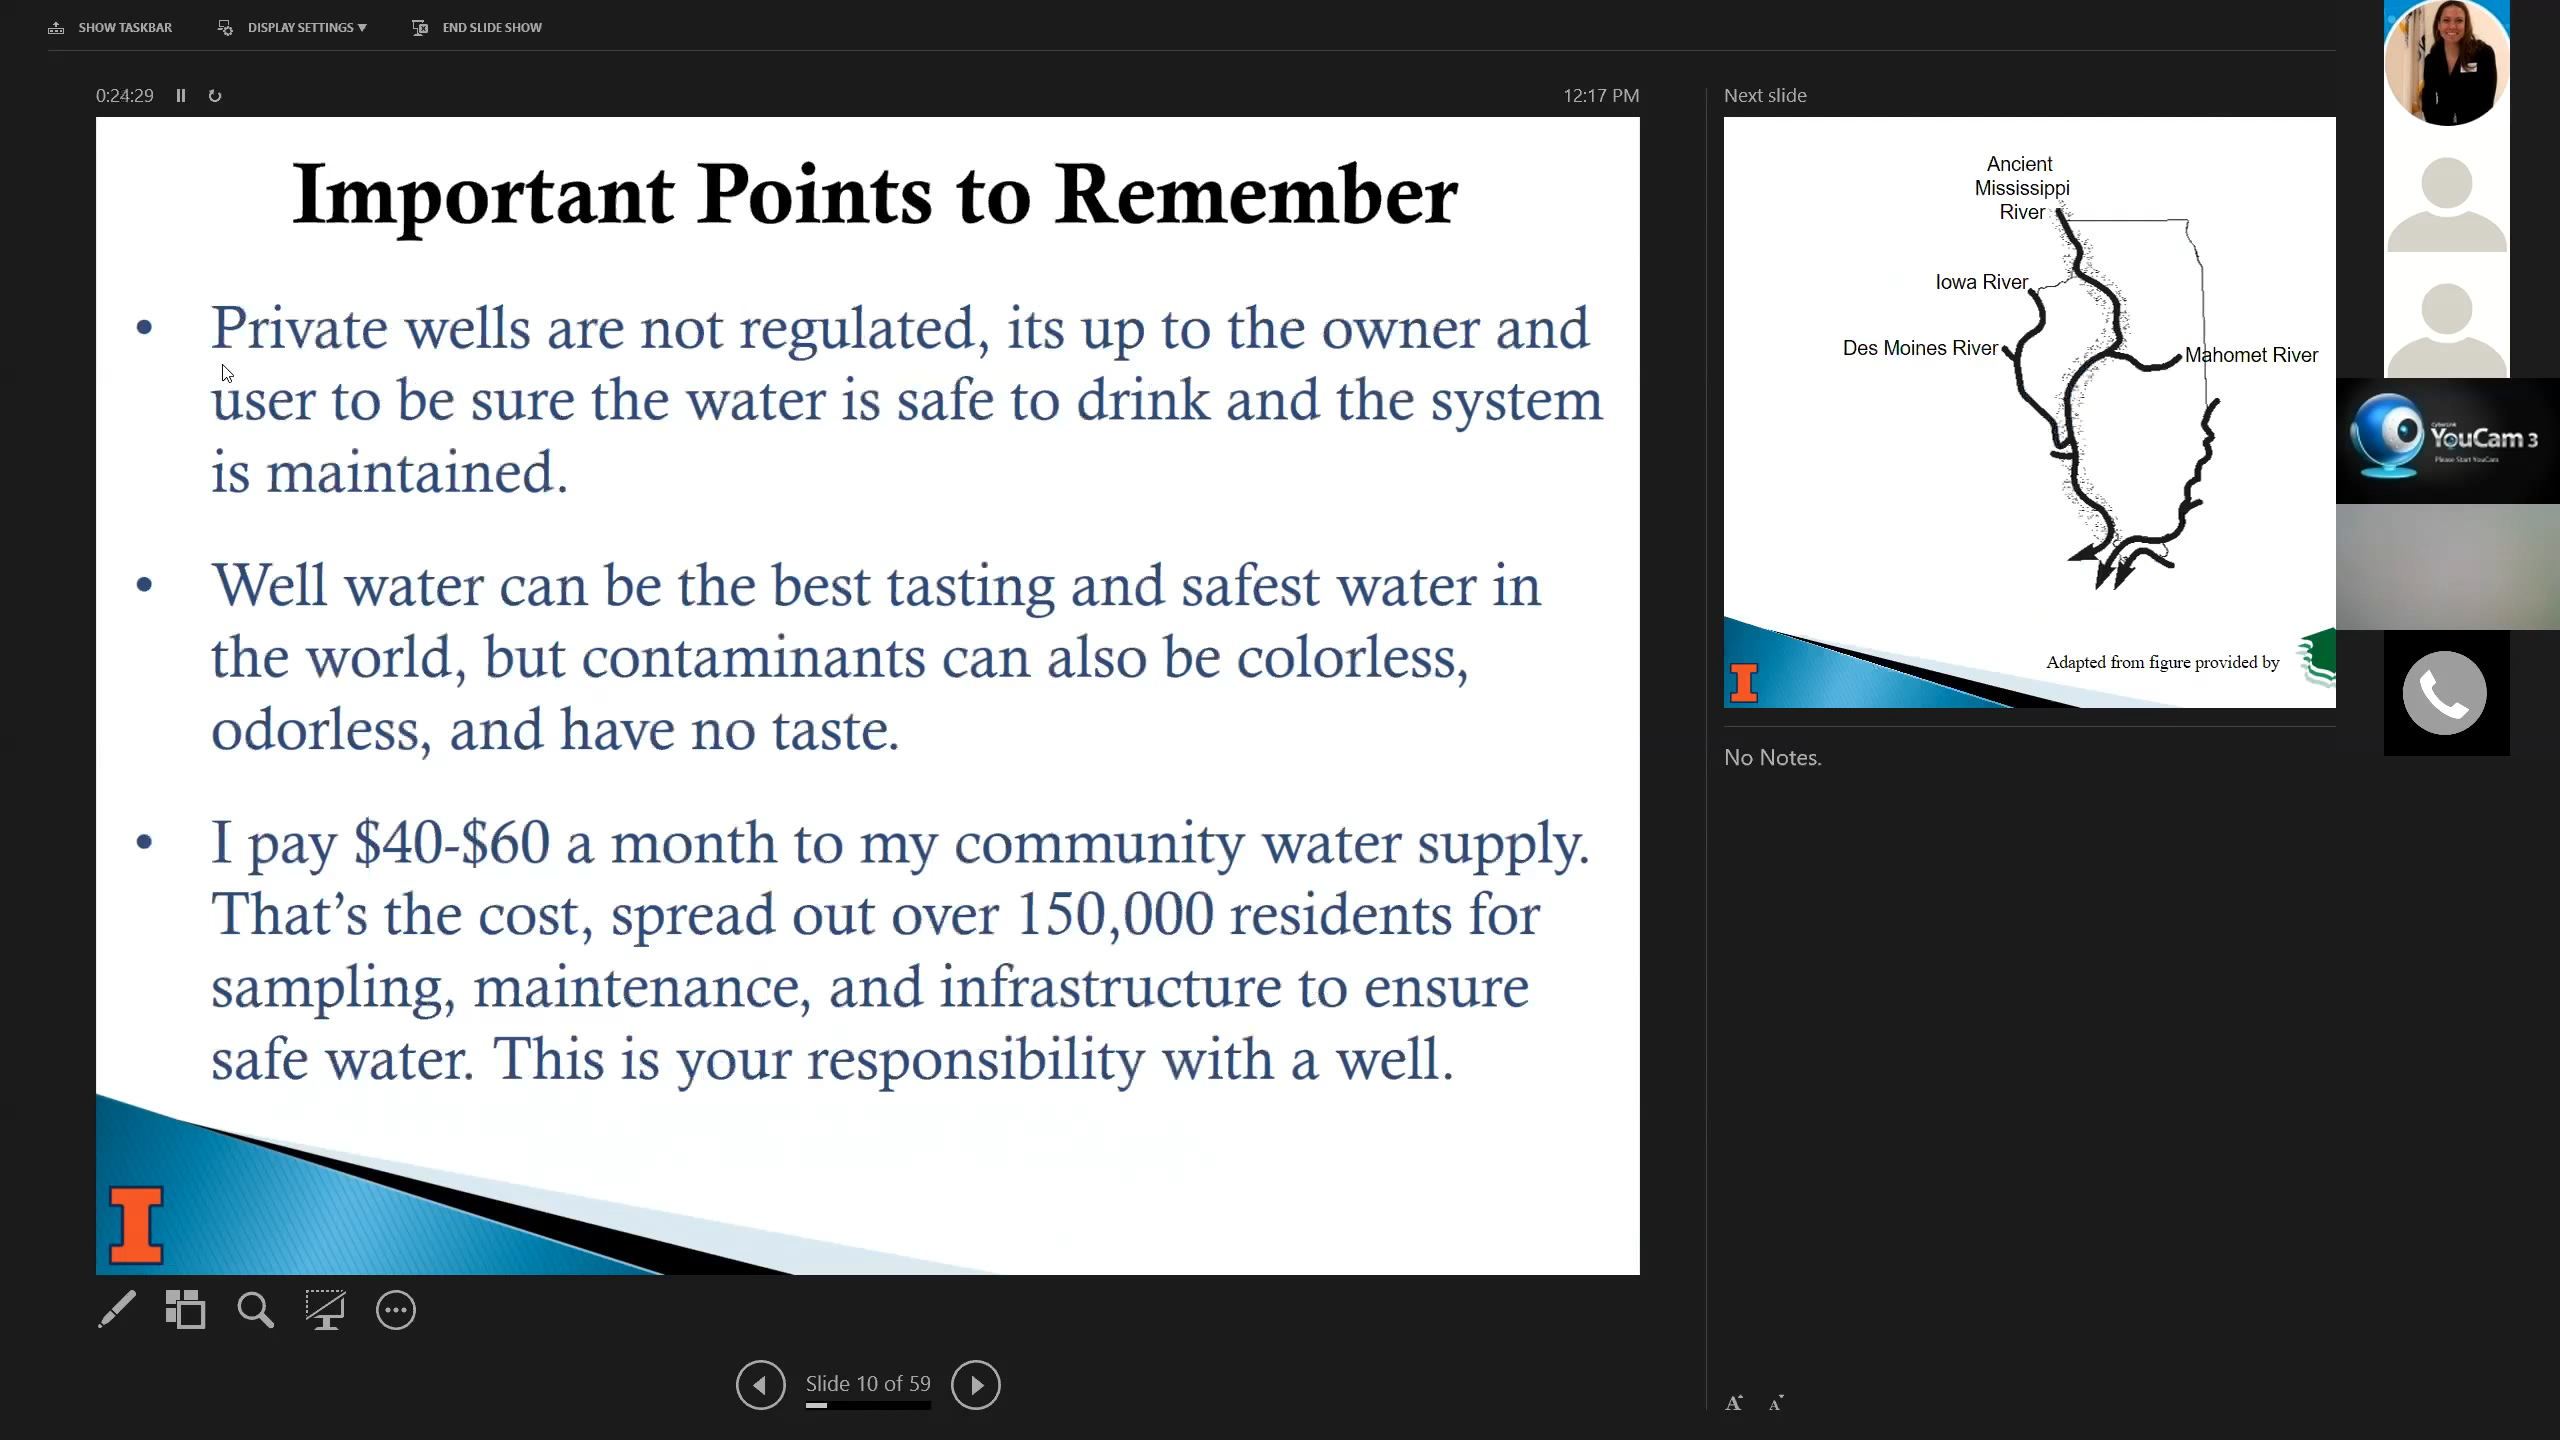 SHOW TASKBAR
DISPLAY SETTINGS
END SLIDE SHOW
0:24:29
12:17 PM
Important Points to Remember
• Private wells are not regulated, its up to the owner and
user to be sure the water is safe to drink and the system
is maintained.
• Well water can be the best tasting and safest water in
the world, but contaminants can also be colorless,
odorless, and have no taste.
• I pay $40-$60 a month to my community water supply.
That’s the cost, spread out over 150,000 residents for
sampling, maintenance, and infrastructure to ensure
safe water. This is your responsibility with a well.
I
Slide 10 of 59
Next slide
Ancient
Mississippi
River
Iowa River
Des Moines River
Mahomet River
Adapted from figure provided by
I
No Notes.
A
A
CyberLink
YouCam 3
Please Start YouCam